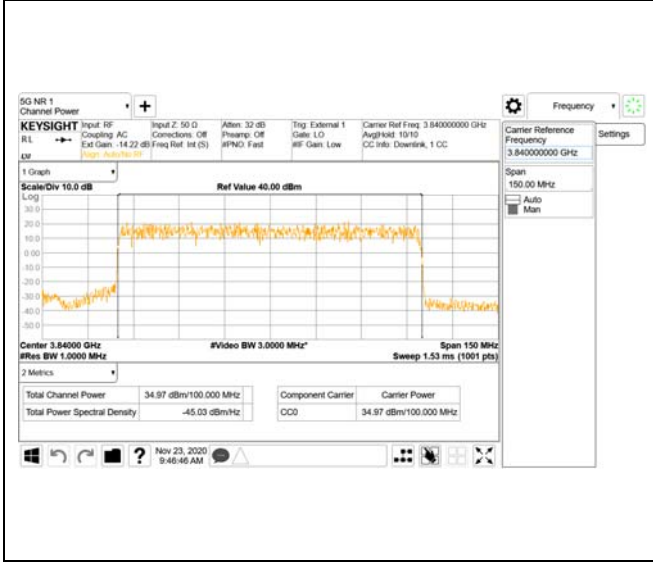 5G NR 1
Channel Power
Frequency
KEYSIGHT
RL
Input: RF
Coupling: AC
Ext Gain: -14.22 dB
Align: Auto/No RF
Input Z: 50 Ω
Corrections: Off
Freq Ref: Int (S)
Atten: 32 dB
Preamp: Off
#PNO: Fast
Trig: External 1
Gate: LO
#IF Gain: Low
Carrier Ref Freq: 3.840000000 GHz
Avg|Hold: 10/10
CC Info: Downlink, 1 CC
Carrier Reference
Frequency
3.840000000 GHz
Settings
Span
150.00 MHz
Auto
Man
1 Graph
Scale/Div 10.0 dB
Ref Value 40.00 dBm
Log
30.0
20.0
10.0
0.00
-10.0
-20.0
-30.0
-40.0
-50.0
Center 3.84000 GHz
#Video BW 3.0000 MHz*
Span 150 MHz
#Res BW 1.0000 MHz
Sweep 1.53 ms (1001 pts)
2 Metrics
Total Channel Power 34.97 dBm/100.000 MHz
Total Power Spectral Density -45.03 dBm/Hz
Component Carrier Carrier Power
CC0 34.97 dBm/100.000 MHz
?
Nov 23, 2020
9:46:46 AM